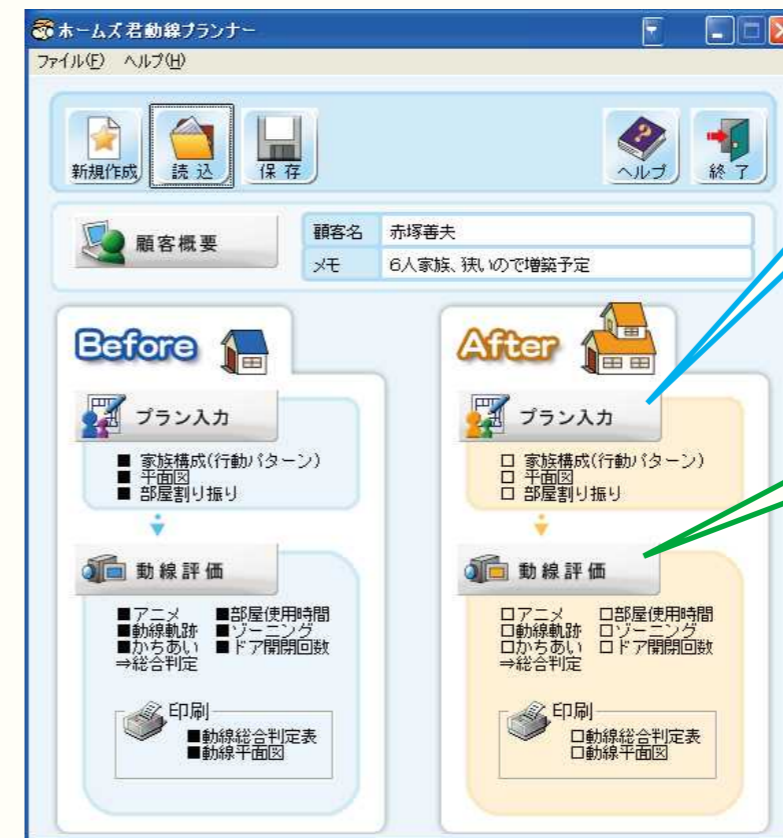 ホームズ君動線プランナー
ファイル(F) ヘルプ(H)
新規作成 読込 保存 ヘルプ 終了
顧客概要
顧客名 赤塚善夫
メモ 6人家族、狭いので増築予定
Before
プラン入力
■ 家族構成(行動パターン)
■ 平面図
■ 部屋割り振り
動線評価
■アニメ ■部屋使用時間
■動線軌跡 ■ゾーニング
■かちあい ■ドア開閉回数
⇒総合判定
印刷
■動線総合判定表
■動線平面図
After
プラン入力
□ 家族構成(行動パターン)
□ 平面図
□ 部屋割り振り
動線評価
□アニメ □部屋使用時間
□動線軌跡 □ゾーニング
□かちあい □ドア開閉回数
⇒総合判定
印刷
□動線総合判定表
□動線平面図